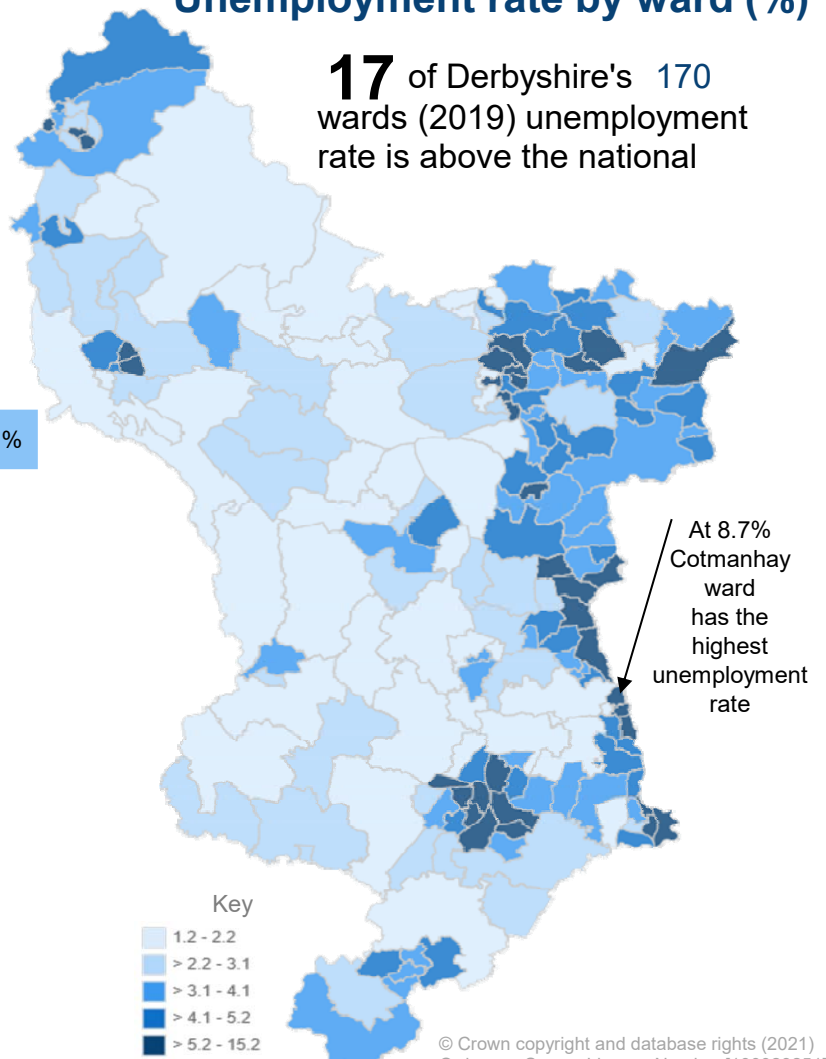 Unemployment rate by ward (%)
17 of Derbyshire's 170
wards (2019) unemployment
rate is above the national
%
At 8.7%
Cotmanhay
ward
has the
highest
unemployment
rate
Key
1.2 - 2.2
> 2.2 - 3.1
> 3.1 - 4.1
> 4.1 - 5.2
> 5.2 - 15.2
© Crown copyright and database rights (2021)